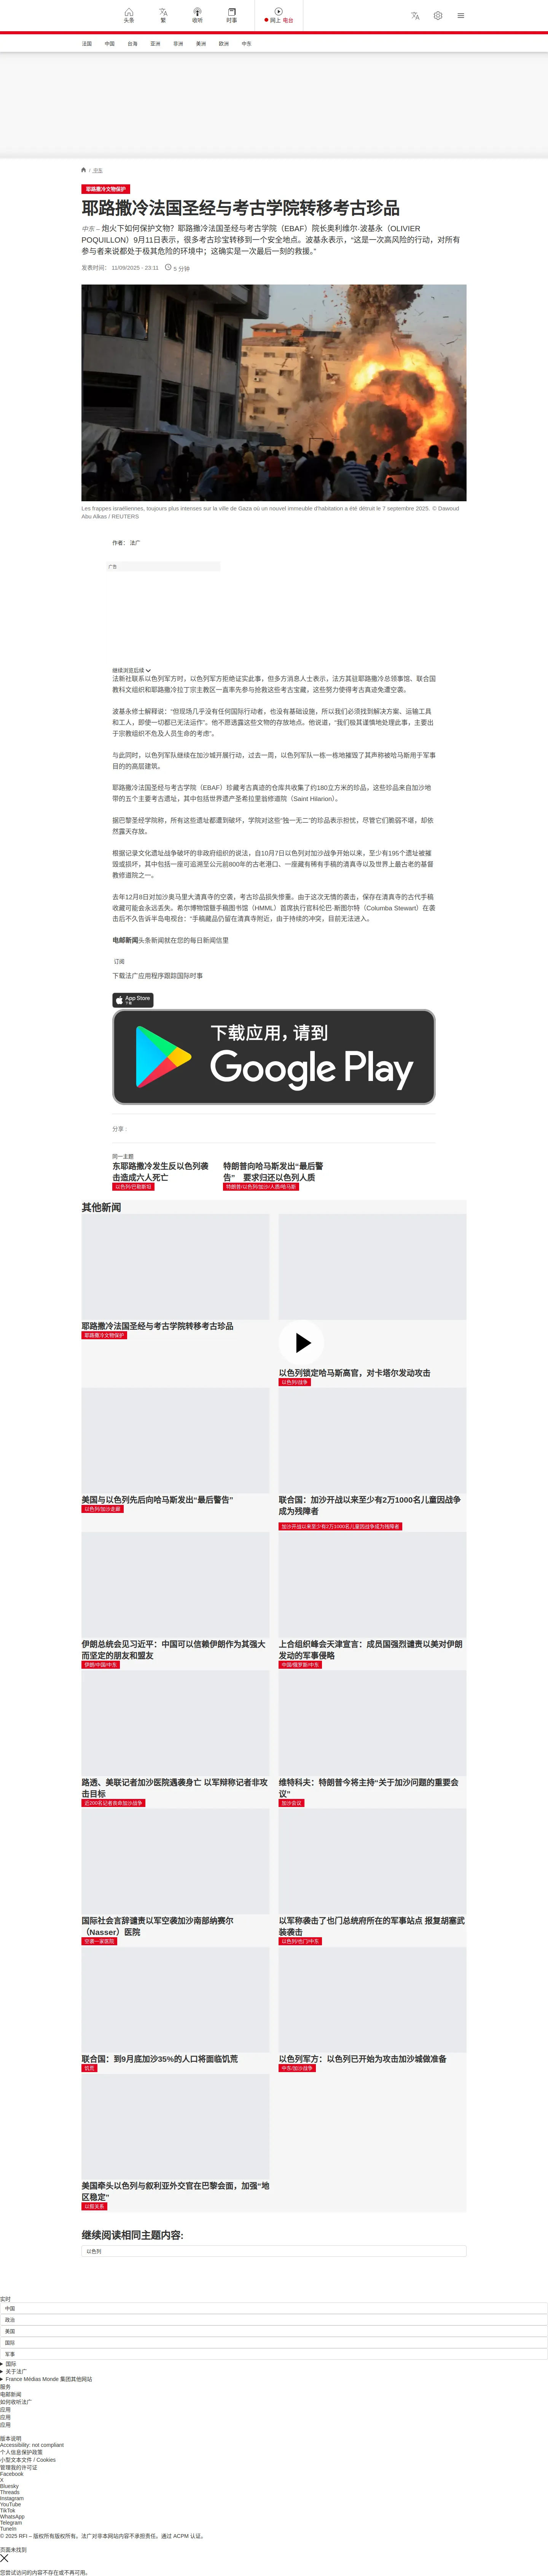 头条
繁
收听
时事
网上 电台
法国
中国
台海
亚洲
非洲
美洲
欧洲
中东
/ 中东
耶路撒冷文物保护
耶路撒冷法国圣经与考古学院转移考古珍品
中东 – 炮火下如何保护文物？耶路撒冷法国圣经与考古学院（EBAF）院长奥利维尔·波基永（OLIVIER
POQUILLON）9月11日表示，很多考古珍宝转移到一个安全地点。波基永表示，“这是一次高风险的行动，对所有
参与者来说都处于极其危险的环境中；这确实是一次最后一刻的救援。”
发表时间： 11/09/2025 - 23:11
5 分钟
Les frappes israéliennes, toujours plus intenses sur la ville de Gaza où un nouvel immeuble d'habitation a été détruit le 7 septembre 2025. © Dawoud
Abu Alkas / REUTERS
作者： 法广
广告
继续浏览后续
法新社联系以色列军方时，以色列军方拒绝证实此事，但多方消息人士表示，法方其驻耶路撒冷总领事馆、联合国
教科文组织和耶路撒冷拉丁宗主教区一直率先参与抢救这些考古宝藏，这些努力使得考古真迹免遭空袭。
波基永修士解释说：“但现场几乎没有任何国际行动者，也没有基础设施，所以我们必须找到解决方案、运输工具
和工人，即使一切都已无法运作”。他不愿透露这些文物的存放地点。他说道，“我们极其谨慎地处理此事，主要出
于宗教组织不危及人员生命的考虑”。
与此同时，以色列军队继续在加沙城开展行动，过去一周，以色列军队一栋一栋地摧毁了其声称被哈马斯用于军事
目的的高层建筑。
耶路撒冷法国圣经与考古学院（EBAF）珍藏考古真迹的仓库共收集了约180立方米的珍品，这些珍品来自加沙地
带的五个主要考古遗址，其中包括世界遗产圣希拉里翁修道院（Saint Hilarion）。
据巴黎圣经学院称，所有这些遗址都遭到破坏，学院对这些“独一无二”的珍品表示担忧，尽管它们脆弱不堪，却依
然露天存放。
根据记录文化遗址战争破坏的非政府组织的说法，自10月7日以色列对加沙战争开始以来，至少有195个遗址被摧
毁或损坏，其中包括一座可追溯至公元前800年的古老港口、一座藏有稀有手稿的清真寺以及世界上最古老的基督
教修道院之一。
去年12月8日对加沙奥马里大清真寺的空袭，考古珍品损失惨重。由于这次无情的袭击，保存在清真寺的古代手稿
收藏可能会永远丢失。希尔博物馆暨手稿图书馆（HMML）首席执行官科伦巴·斯图尔特（Columba Stewart）在袭
击后不久告诉半岛电视台：“手稿藏品仍留在清真寺附近，由于持续的冲突，目前无法进入。
电邮新闻头条新闻就在您的每日新闻信里
订阅
下载法广应用程序跟踪国际时事
App Store
下载
下载应用，请到
Google Play
分享 :
同一主题
东耶路撒冷发生反以色列袭
击造成六人死亡
以色列/巴勒斯坦
特朗普向哈马斯发出“最后警
告” 要求归还以色列人质
特朗普/以色列/加沙/人质/哈马斯
其他新闻
耶路撒冷法国圣经与考古学院转移考古珍品
耶路撒冷文物保护
以色列锁定哈马斯高官，对卡塔尔发动攻击
以色列/战争
美国与以色列先后向哈马斯发出“最后警告”
以色列/加沙走廊
联合国：加沙开战以来至少有2万1000名儿童因战争
成为残障者
加沙开战以来至少有2万1000名儿童因战争成为残障者
伊朗总统会见习近平：中国可以信赖伊朗作为其强大
而坚定的朋友和盟友
伊朗/中国/中东
上合组织峰会天津宣言：成员国强烈谴责以美对伊朗
发动的军事侵略
中国/俄罗斯/中东
路透、美联记者加沙医院遇袭身亡 以军辩称记者非攻
击目标
近200名记者丧命加沙战争
维特科夫：特朗普今将主持“关于加沙问题的重要会
议”
加沙会议
国际社会言辞谴责以军空袭加沙南部纳赛尔
（Nasser）医院
空袭一家医院
以军称袭击了也门总统府所在的军事站点 报复胡塞武
装袭击
以色列/也门/中东
联合国：到9月底加沙35%的人口将面临饥荒
饥荒
以色列军方：以色列已开始为攻击加沙城做准备
中东/加沙战争
美国牵头以色列与叙利亚外交官在巴黎会面，加强“地
区稳定”
以叙关系
继续阅读相同主题内容:
以色列
实时
中国
政治
美国
国际
军事
国际
关于法广
France Médias Monde 集团其他网站
服务
电邮新闻
如何收听法广
应用
应用
应用
版本说明
Accessibility: not compliant
个人信息保护政策
小型文本文件 / Cookies
管理我的许可证
Facebook
X
Bluesky
Threads
Instagram
YouTube
TikTok
WhatsApp
Telegram
TuneIn
© 2025 RFI – 版权所有版权所有。法广对非本网站内容不承担责任。通过 ACPM 认证。
页面未找到
您尝试访问的内容不存在或不再可用。